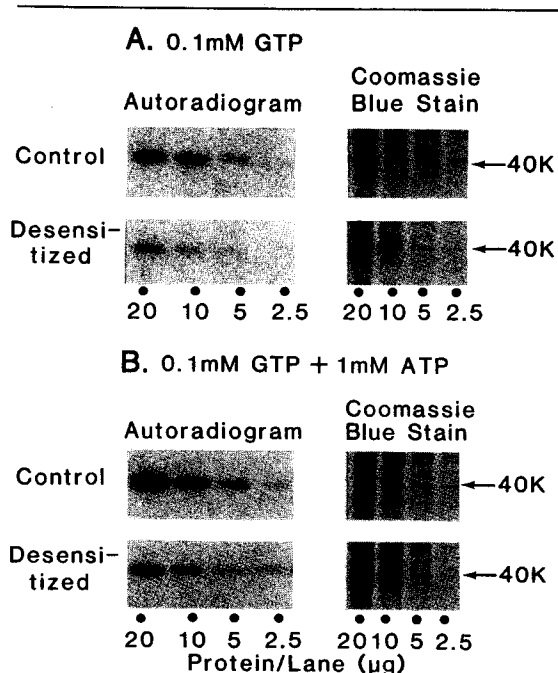 A. 0.1mM GTP
Autoradiogram
Coomassie
Blue Stain
Control
←40K
Desensi-
tized
←40K
20 10 5 2.5
20 10 5 2.5
B. 0.1mM GTP + 1mM ATP
Autoradiogram
Coomassie
Blue Stain
Control
←40K
Desensi-
tized
←40K
20 10 5 2.5
20 10 5 2.5
Protein/Lane (µg)